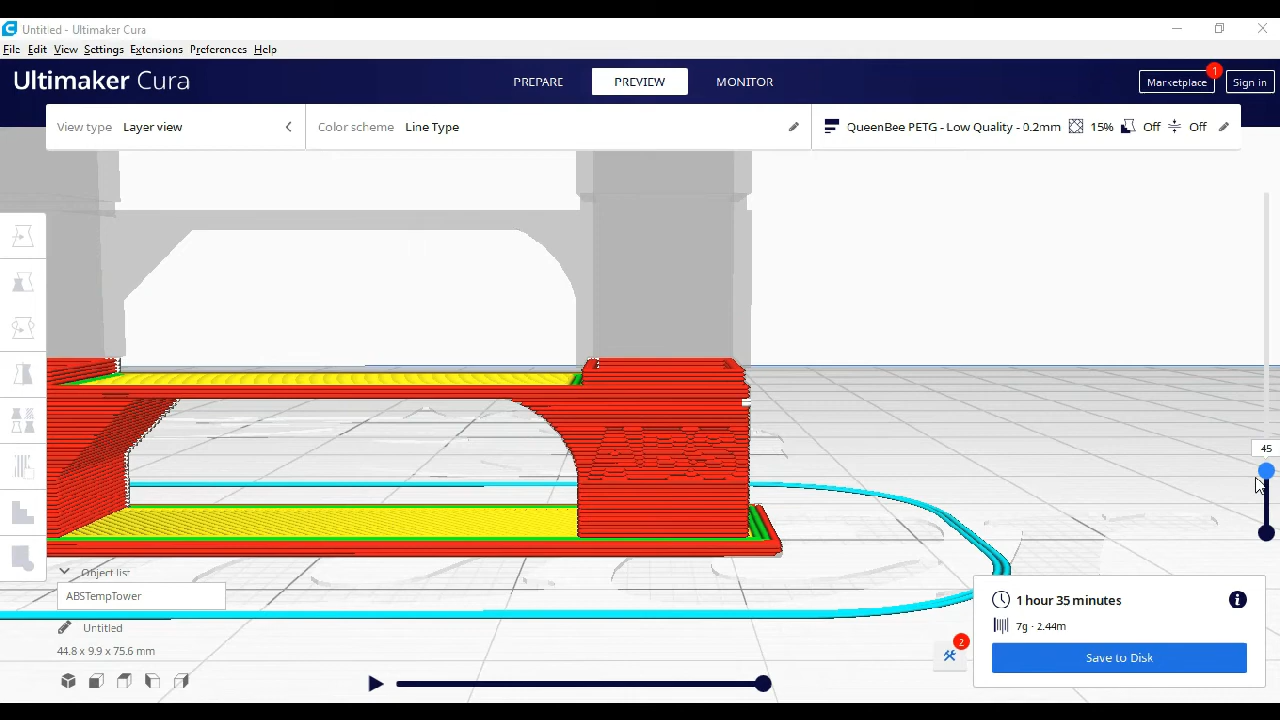 Untitled - Ultimaker Cura
File Edit View Settings Extensions Preferences Help
Ultimaker Cura
PREPARE PREVIEW MONITOR
1
Marketplace Sign in
View type Layer view Color scheme Line Type QueenBee PETG - Low Quality - 0.2mm 15% Off Off
45
ABS
Object list
ABSTempTower
Untitled
44.8 x 9.9 x 75.6 mm
1 hour 35 minutes
7g · 2.44m
2
Save to Disk